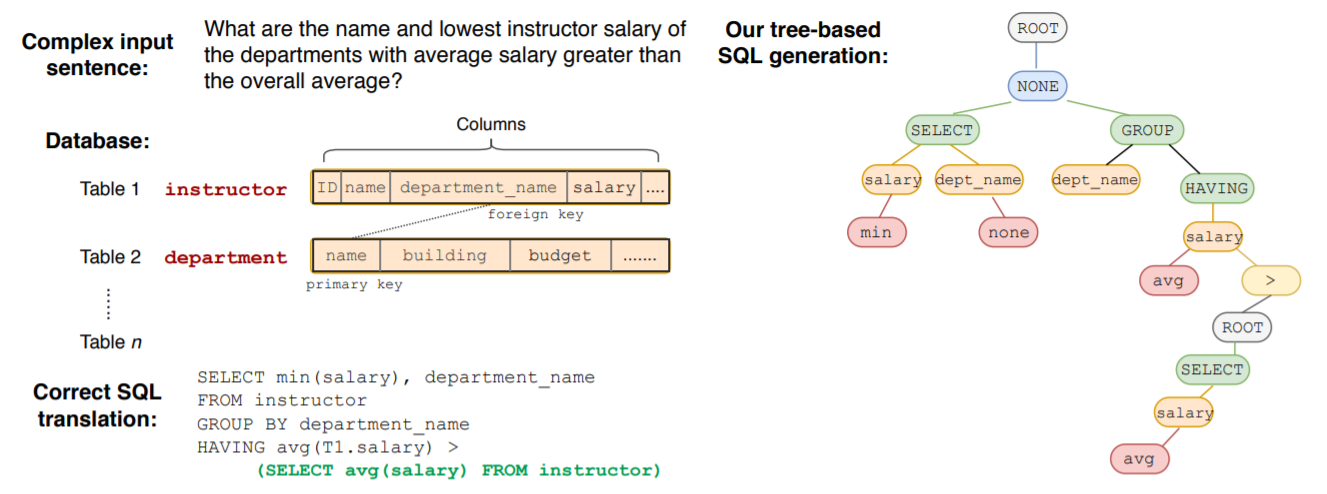 Complex input
sentence:
What are the name and lowest instructor salary of
the departments with average salary greater than
the overall average?
Database:
Columns
Table 1
instructor
ID name department_name salary ....
foreign key
Table 2
department
name building budget .......
primary key
Table n
Correct SQL
translation:
SELECT min(salary), department_name
FROM instructor
GROUP BY department_name
HAVING avg(T1.salary) >
(SELECT avg(salary) FROM instructor)
Our tree-based
SQL generation:
ROOT
NONE
SELECT GROUP
salary dept_name dept_name HAVING
min none salary
avg >
ROOT
SELECT
salary
avg